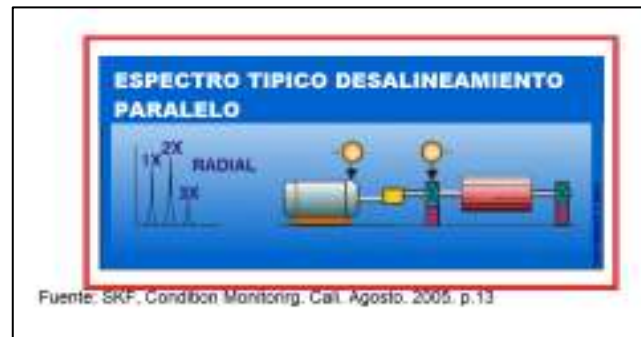 ESPECTRO TIPICO DESALINEAMIENTO
PARALELO
1X 2X RADIAL
3X
Fuente: SKF. Condition Monitoring. Cali. Agosto. 2005. p.13